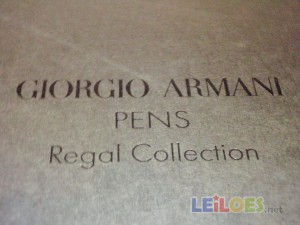 GIORGIO ARMANI
PENS
Regal Collection
LEiLOES.net